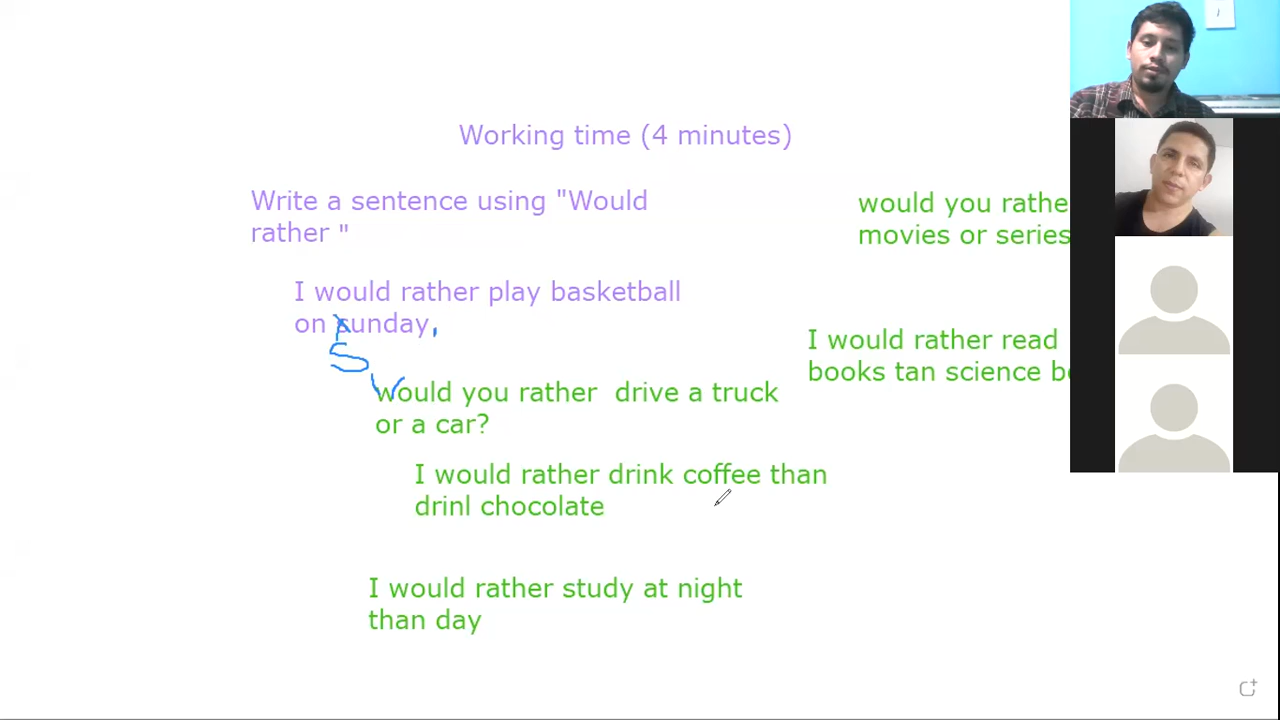 Working time (4 minutes)
Write a sentence using "Would
rather "
I would rather play basketball
on sunday,
S
would you rather  drive a truck
or a car?
I would rather drink coffee than
drinl chocolate
I would rather study at night
than day
would you
movies or series
I would rather read
books tan science